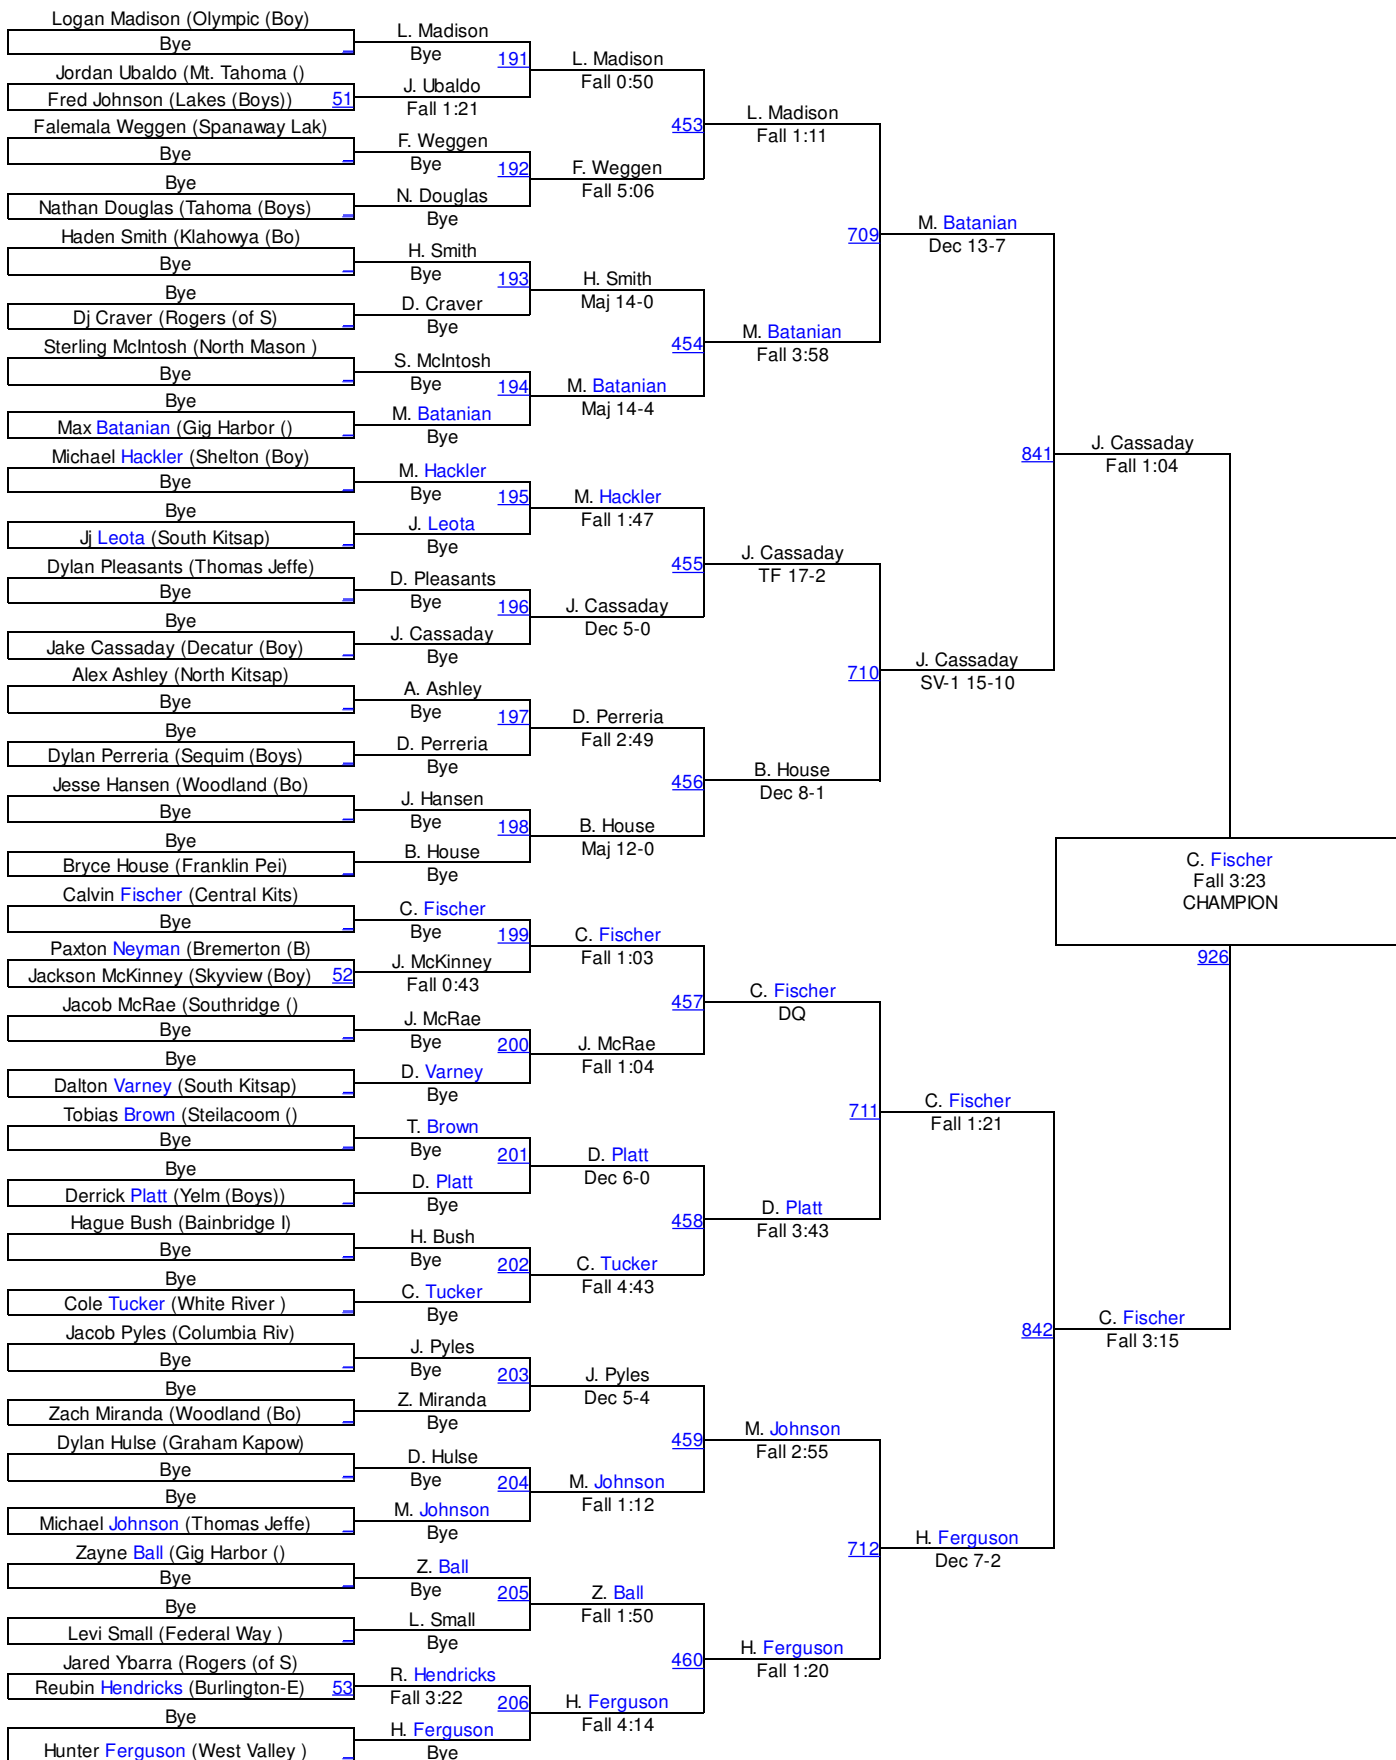 Logan Madison (Olympic (Boy)
Bye
Jordan Ubaldo (Mt. Tahoma ()
Fred Johnson (Lakes (Boys)) 51
Falemala Weggen (Spanaway Lak)
Bye
Bye
Nathan Douglas (Tahoma (Boys)
Haden Smith (Klahowya (Bo)
Bye
Bye
Dj Craver (Rogers (of S)
Sterling McIntosh (North Mason )
Bye
Bye
Max Batanian (Gig Harbor ()
Michael Hackler (Shelton (Boy)
Bye
Bye
Jj Leota (South Kitsap)
Dylan Pleasants (Thomas Jeffe)
Bye
Bye
Jake Cassaday (Decatur (Boy)
Alex Ashley (North Kitsap)
Bye
Bye
Dylan Perreria (Sequim (Boys)
Jesse Hansen (Woodland (Bo)
Bye
Bye
Bryce House (Franklin Pei)
Calvin Fischer (Central Kits)
Bye
Paxton Neyman (Bremerton (B)
Jackson McKinney (Skyview (Boy) 52
Jacob McRae (Southridge ()
Bye
Bye
Dalton Varney (South Kitsap)
Tobias Brown (Steilacoom ()
Bye
Bye
Derrick Platt (Yelm (Boys))
Hague Bush (Bainbridge I)
Bye
Bye
Cole Tucker (White River )
Jacob Pyles (Columbia Riv)
Bye
Bye
Zach Miranda (Woodland (Bo)
Dylan Hulse (Graham Kapow)
Bye
Bye
Michael Johnson (Thomas Jeffe)
Zayne Ball (Gig Harbor ()
Bye
Bye
Levi Small (Federal Way )
Jared Ybarra (Rogers (of S)
Reubin Hendricks (Burlington-E) 53
Bye
Hunter Ferguson (West Valley )
L. Madison
Bye 191
J. Ubaldo
Fall 1:21
F. Weggen
Bye 192
N. Douglas
Bye
H. Smith
Bye 193
D. Craver
Bye
S. McIntosh
Bye 194
M. Batanian
Bye
M. Hackler
Bye 195
J. Leota
Bye
D. Pleasants
Bye 196
J. Cassaday
Bye
A. Ashley
Bye 197
D. Perreria
Bye
J. Hansen
Bye 198
B. House
Bye
C. Fischer
Bye 199
J. McKinney
Fall 0:43
J. McRae
Bye 200
D. Varney
Bye
T. Brown
Bye 201
D. Platt
Bye
H. Bush
Bye 202
C. Tucker
Bye
J. Pyles
Bye 203
Z. Miranda
Bye
D. Hulse
Bye 204
M. Johnson
Bye
Z. Ball
Bye 205
L. Small
Bye
R. Hendricks
Fall 3:22 206
H. Ferguson
Bye
L. Madison
Fall 0:50
453
F. Weggen
Fall 5:06
H. Smith
Maj 14-0
454
M. Batanian
Maj 14-4
M. Hackler
Fall 1:47
455
J. Cassaday
Dec 5-0
D. Perreria
Fall 2:49
456
B. House
Maj 12-0
C. Fischer
Fall 1:03
457
J. McRae
Fall 1:04
D. Platt
Dec 6-0
458
C. Tucker
Fall 4:43
J. Pyles
Dec 5-4
459
M. Johnson
Fall 1:12
Z. Ball
Fall 1:50
460
H. Ferguson
Fall 4:14
L. Madison
Fall 1:11
709
M. Batanian
Fall 3:58
J. Cassaday
TF 17-2
710
B. House
Dec 8-1
C. Fischer
DQ
711
D. Platt
Fall 3:43
M. Johnson
Fall 2:55
712
H. Ferguson
Fall 1:20
M. Batanian
Dec 13-7
841
J. Cassaday
SV-1 15-10
C. Fischer
Fall 1:21
842
H. Ferguson
Dec 7-2
J. Cassaday
Fall 1:04
C. Fischer
Fall 3:23
CHAMPION
926
C. Fischer
Fall 3:15